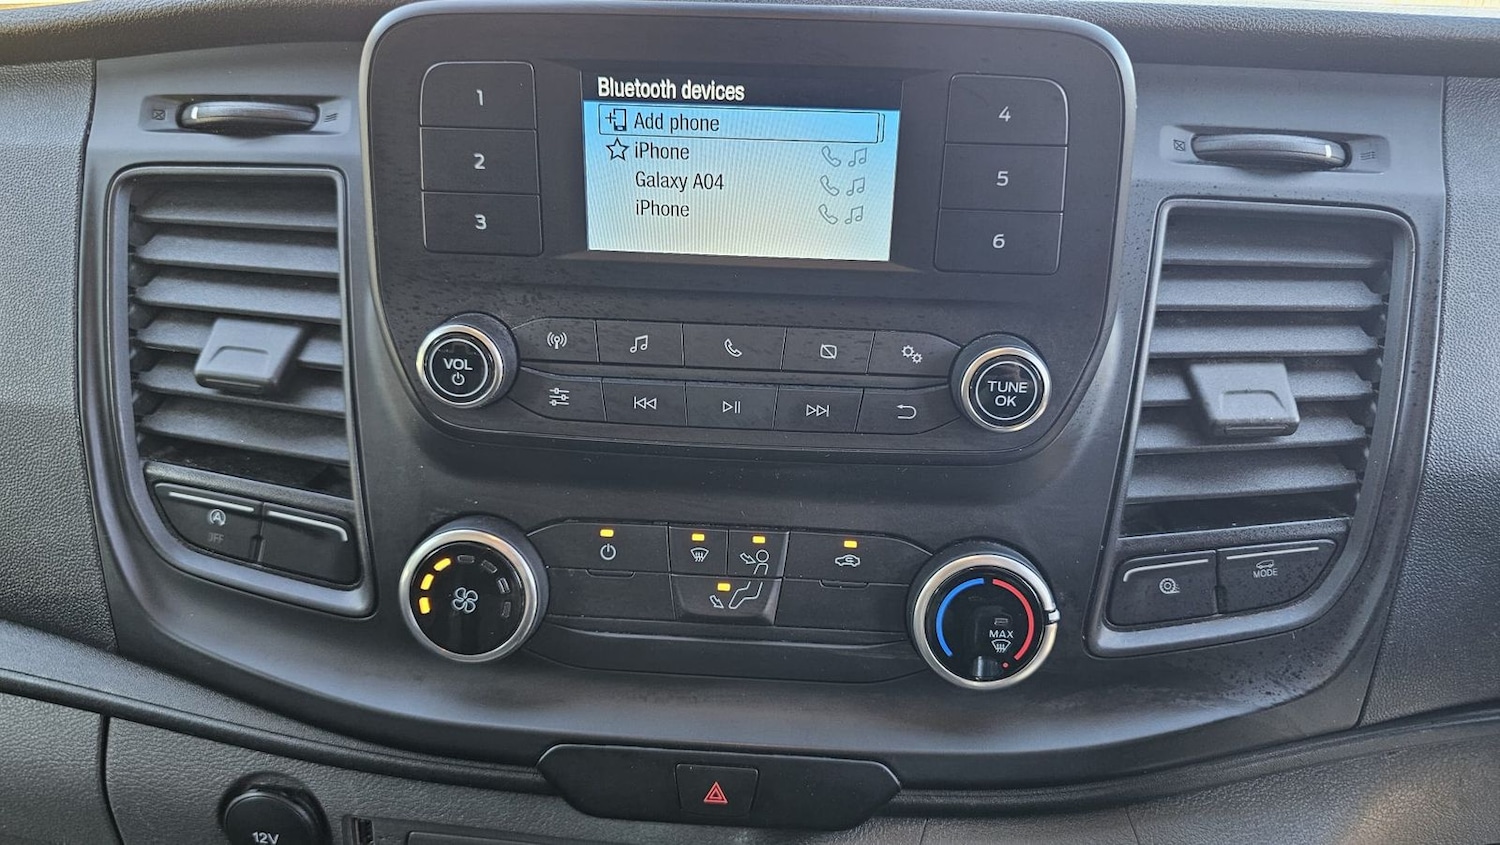 Bluetooth devices
Add phone
iPhone
Galaxy A04
iPhone
1
2
3
4
5
6
VOL
TUNE
OK
A
OFF
MAX
MODE
12V